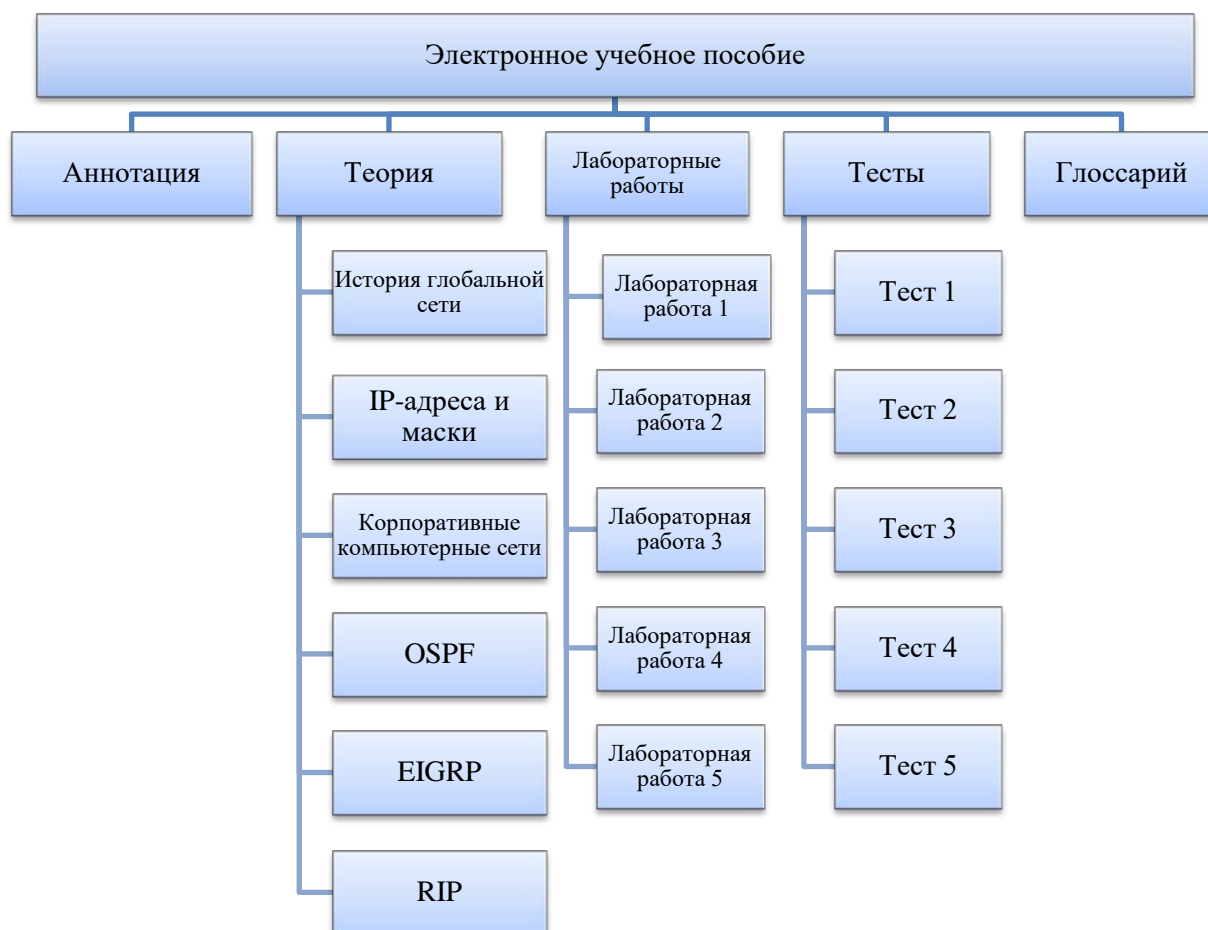 Электронное учебное пособие
Аннотация
Теория
Лабораторные
работы
Тесты
Глоссарий
История глобальной
сети
IP-адреса и
маски
Корпоративные
компьютерные сети
OSPF
EIGRP
RIP
Лабораторная
работа 1
Лабораторная
работа 2
Лабораторная
работа 3
Лабораторная
работа 4
Лабораторная
работа 5
Тест 1
Тест 2
Тест 3
Тест 4
Тест 5